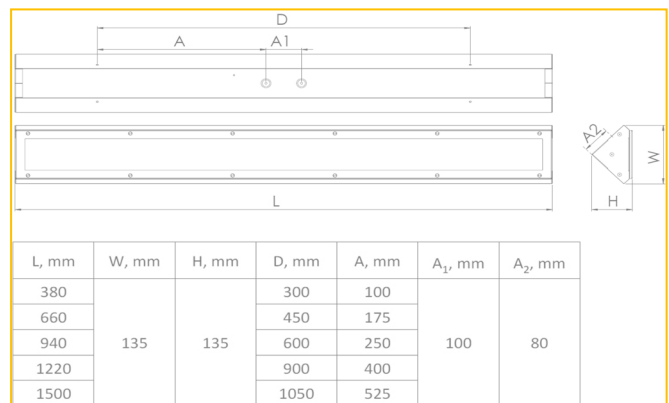 D
A A1
A2
W
H
L
L, mm W, mm H, mm D, mm A, mm A₁, mm A₂, mm
380 300 100
660 450 175
940 135 135 600 250 100 80
1220 900 400
1500 1050 525